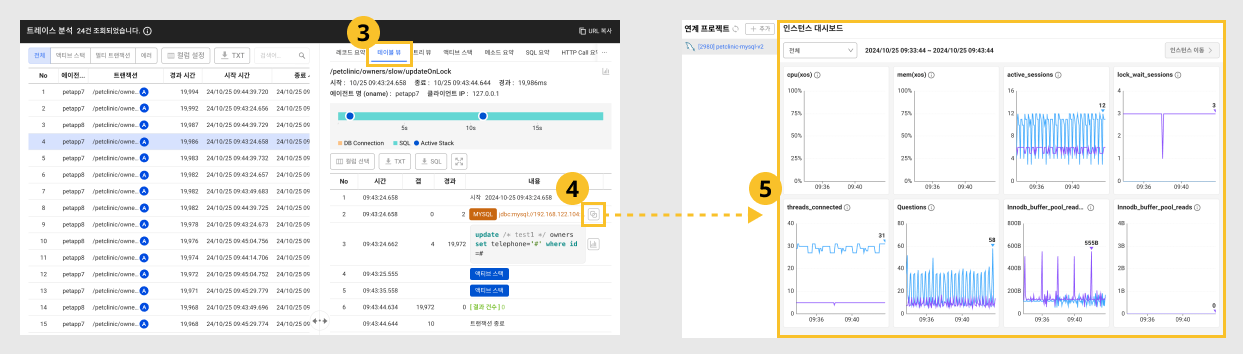 트레이스 분석 24건 조회되었습니다.
URL 복사
3
전체 액티브 스택 멀티 트랜잭션 에러
컬럼 설정
TXT
검색어..
No 에이전... 트랜잭션 경과 시간 시작 시간 종료
1 petapp7 /petclinic/owne... A 19,994 24/10/25 09:44:39.720 24/10/25 09
2 petapp7 /petclinic/owne... A 19,992 24/10/25 09:43:24.656 24/10/25 09
3 petapp8 /petclinic/owne... A 19,987 24/10/25 09:44:39.729 24/10/25 09
4 petapp7 /petclinic/owne... A 19,986 24/10/25 09:43:24.658 24/10/25 09
5 petapp7 /petclinic/owne... A 19,983 24/10/25 09:44:39.732 24/10/25 09
6 petapp8 /petclinic/owne... A 19,982 24/10/25 09:43:24.657 24/10/25 09
7 petapp7 /petclinic/owne... A 19,982 24/10/25 09:43:49.683 24/10/25 09
8 petapp8 /petclinic/owne... A 19,982 24/10/25 09:44:39.725 24/10/25 09
9 petapp8 /petclinic/owne... A 19,978 24/10/25 09:43:24.673 24/10/25 09
10 petapp7 /petclinic/owne... A 19,976 24/10/25 09:45:04.756 24/10/25 09
11 petapp8 /petclinic/owne... A 19,974 24/10/25 09:44:14.706 24/10/25 09
12 petapp7 /petclinic/owne... A 19,972 24/10/25 09:45:04.752 24/10/25 09
13 petapp7 /petclinic/owne... A 19,971 24/10/25 09:45:29.779 24/10/25 09
14 petapp8 /petclinic/owne... A 19,968 24/10/25 09:43:49.696 24/10/25 09
15 petapp7 /petclinic/owne... A 19,968 24/10/25 09:45:29.774 24/10/25 09
레코드 요약 테이블 뷰 트리 뷰 액티브 스택 메소드 요약 SQL 요약 HTTP Call 요약 ...
/petclinic/owners/slow/updateOnLock
시작 : 10/25 09:43:24.658 종료 : 10/25 09:43:44.644 경과 : 19,986ms
에이전트 명 (oname) : petapp7 클라이언트 IP : 127.0.0.1
5s 10s 15s
DB Connection SQL Active Stack
컬럼 선택 TXT SQL
No 시간 갭 경과 내용
4
1 09:43:24.658 시작 2024-10-25 09:43:24.658
2 09:43:24.658 0 2 MYSQL jdbc:mysql://192.168.122.104
3 09:43:24.662 4 19,972 update /* test1 */ owners
set telephone='#' where id
=#
4 09:43:25.555 액티브 스택
5 09:43:35.558 액티브 스택
6 09:43:44.634 19,972 0 [결과 건수] 0
09:43:44.644 10 트랜잭션 종료
5
연계 프로젝트
+ 추가
[2980] petclinic-mysql-v2
인스턴스 대시보드
전체
2024/10/25 09:33:44 ~ 2024/10/25 09:43:44
인스턴스 이동 >
cpu(xos)
100%
75%
50%
25%
0%
09:36 09:40
mem(xos)
100%
75%
50%
25%
0%
09:36 09:40
active_sessions
16
12
12
8
4
1
09:36 09:40
lock_wait_sessions
4
3
3
2
1
0
09:36 09:40
threads_connected
40
31
30
20
10
0
09:36 09:40
Questions
80
58
60
40
20
0
09:36 09:40
Innodb_buffer_pool_read...
800B
555B
600B
400B
200B
0
09:36 09:40
Innodb_buffer_pool_reads
4B
3B
2B
1B
0
0
09:36 09:40